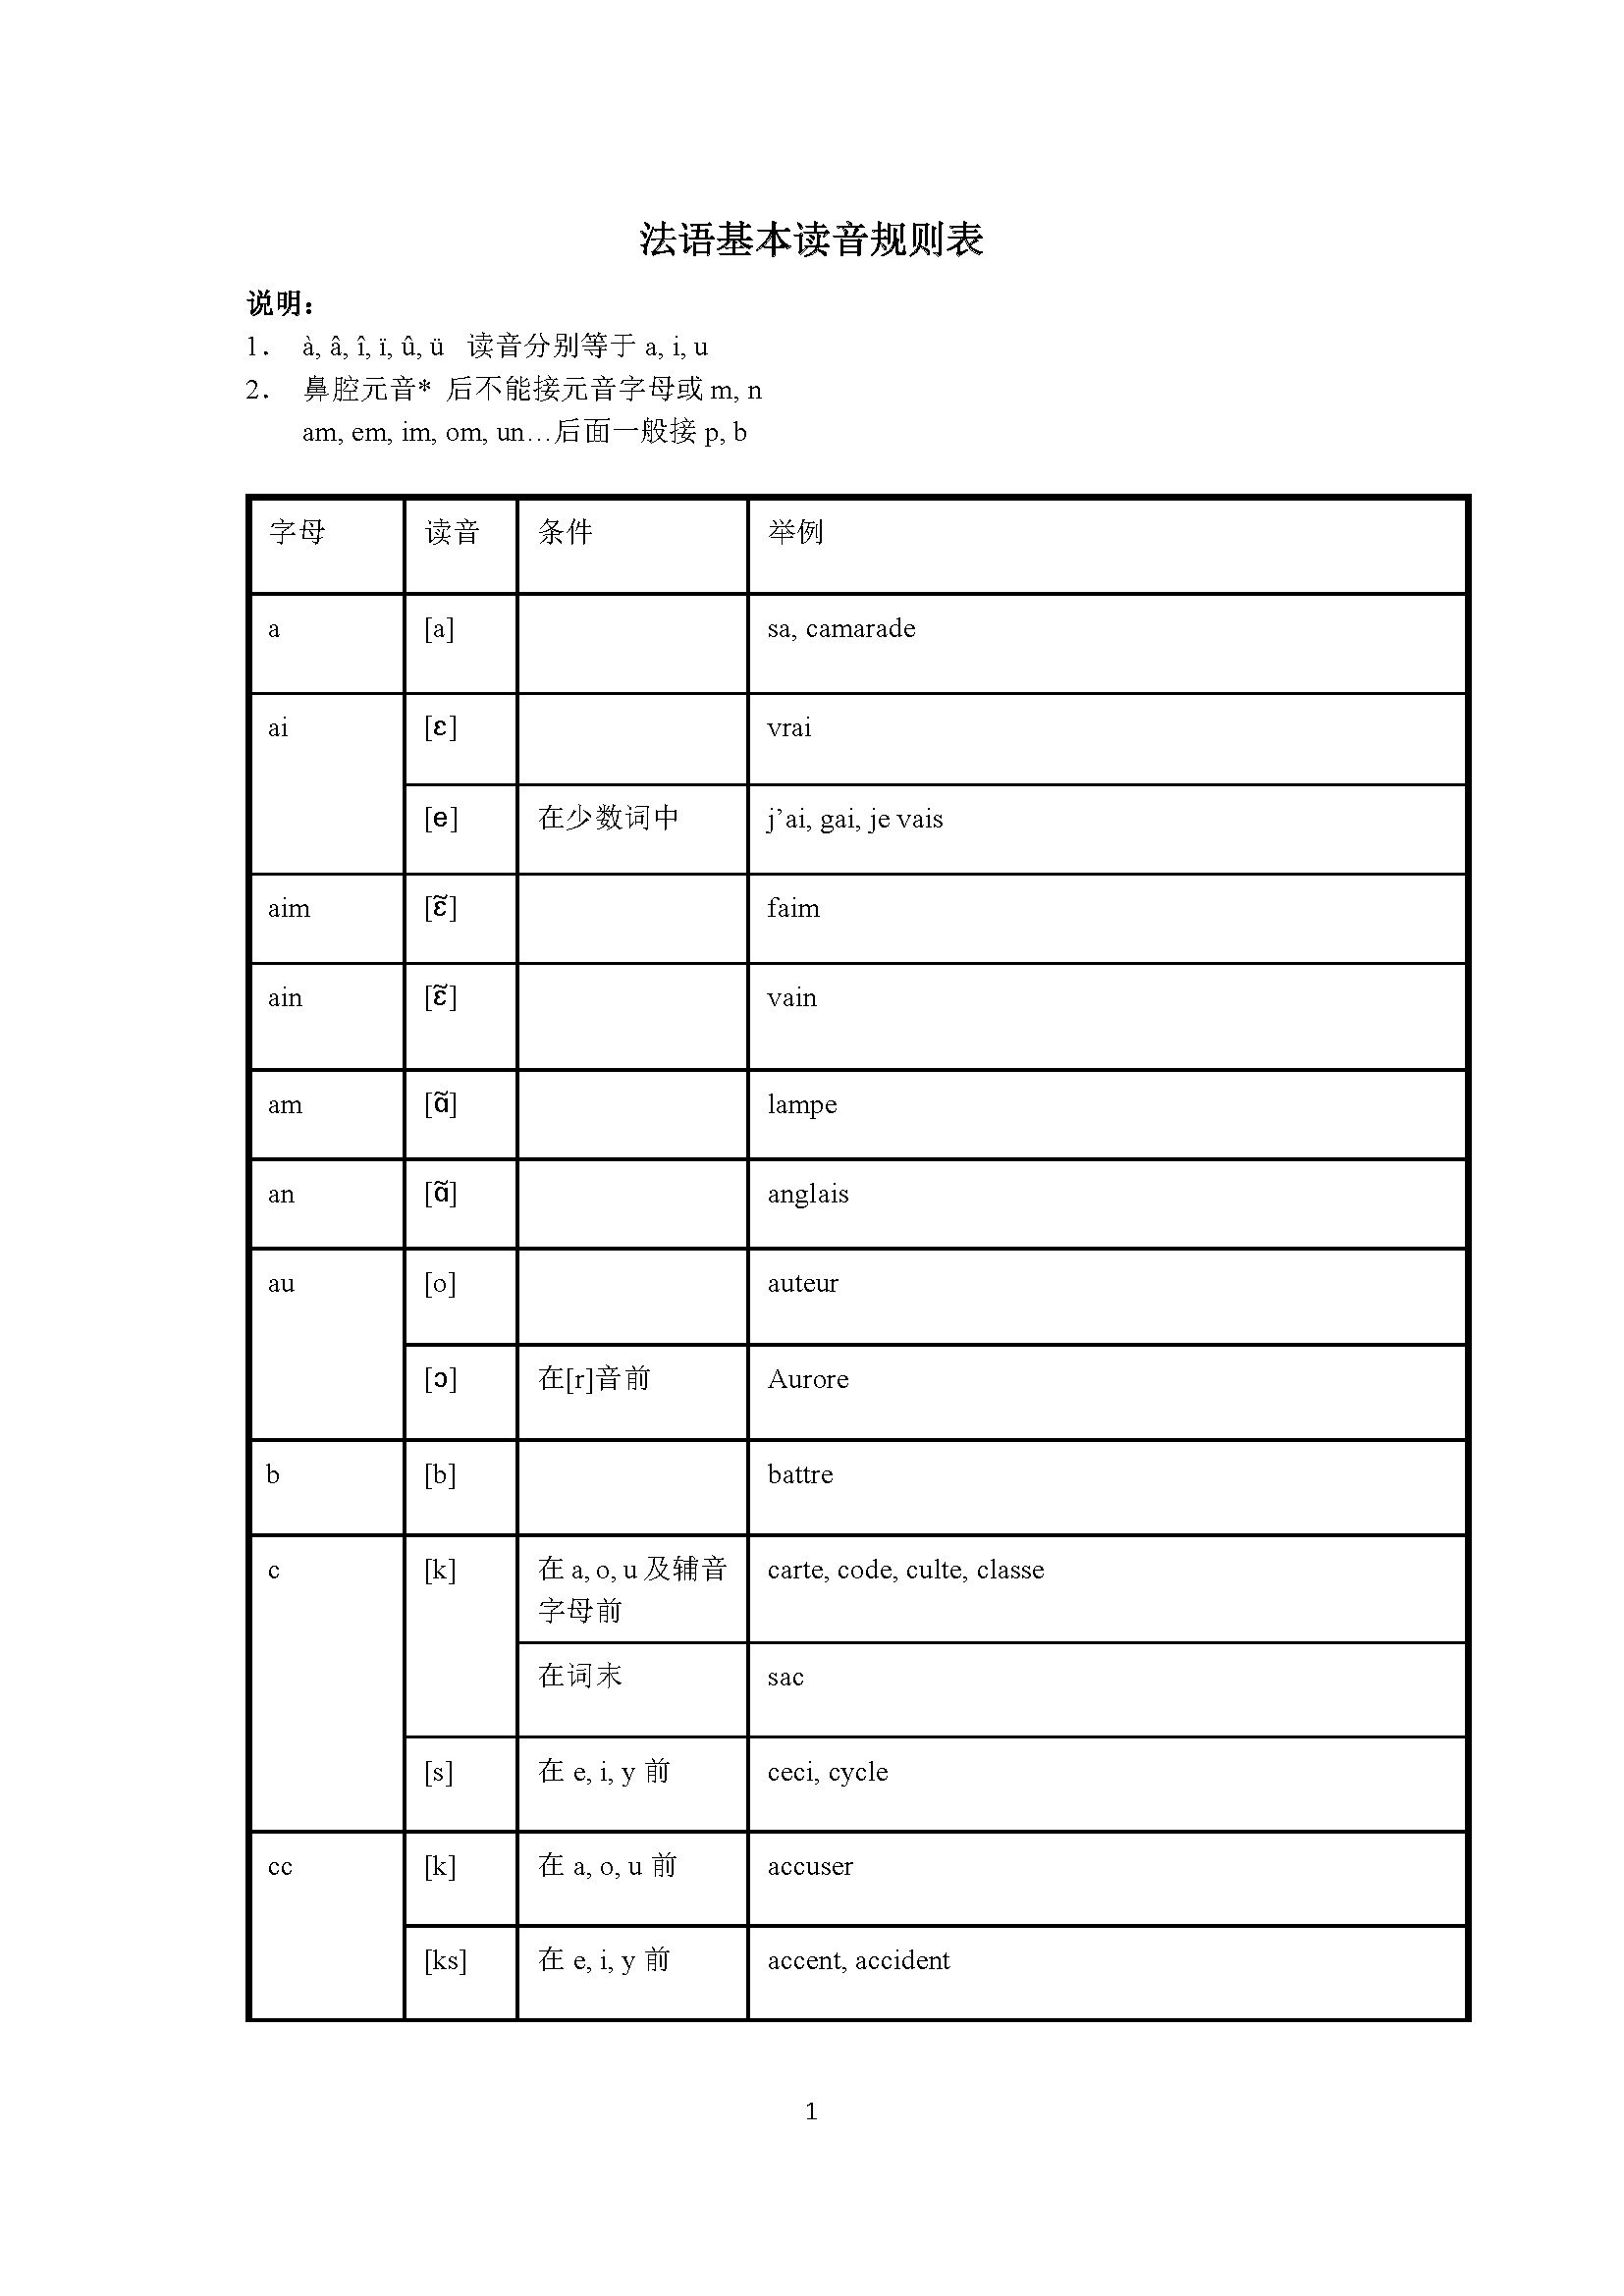 法语基本读音规则表
说明：
1. à, â, î, ï, û, ü 读音分别等于 a, i, u
2. 鼻腔元音* 后不能接元音字母或 m, n
am, em, im, om, un…后面一般接 p, b
字母 读音 条件 举例
a [a] sa, camarade
ai [ɛ] vrai
[e] 在少数词中 j’ai, gai, je vais
aim [ɛ̃] faim
ain [ɛ̃] vain
am [ɑ̃] lampe
an [ɑ̃] anglais
au [o] auteur
[ɔ] 在[r]音前 Aurore
b [b] battre
c [k] 在 a, o, u 及辅音 carte, code, culte, classe
字母前
在词末 sac
[s] 在 e, i, y 前 ceci, cycle
cc [k] 在 a, o, u 前 accuser
[ks] 在 e, i, y 前 accent, accident
1